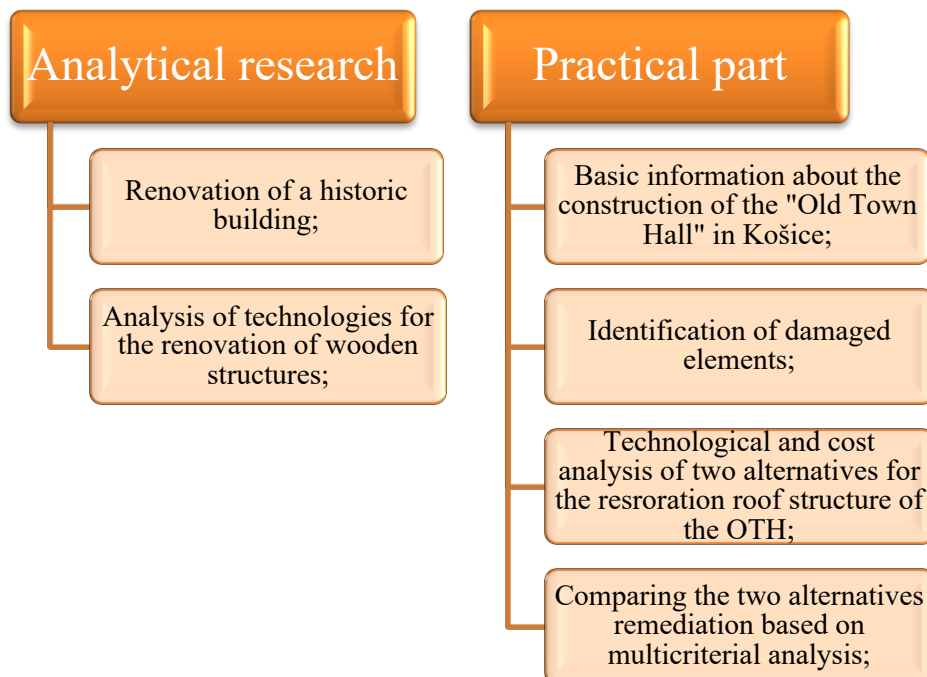 Analytical research
Renovation of a historic
building;
Analysis of technologies for
the renovation of wooden
structures;
Practical part
Basic information about the
construction of the "Old Town
Hall" in Košice;
Identification of damaged
elements;
Technological and cost
analysis of two alternatives for
the resroration roof structure of
the OTH;
Comparing the two alternatives
remediation based on
multicriterial analysis;